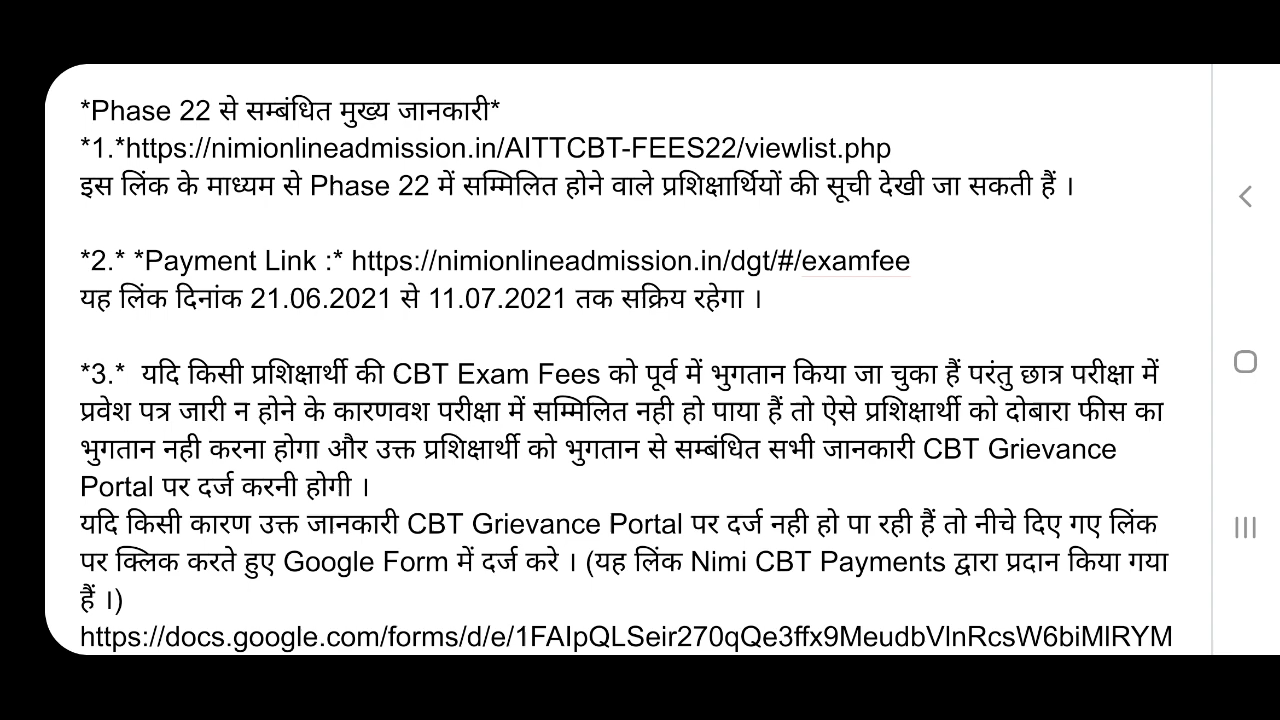 *Phase 22 से सम्बंधित मुख्य जानकारी*
*1.*https://nimionlineadmission.in/AITTCBT-FEES22/viewlist.php
इस लिंक के माध्यम से Phase 22 में सम्मिलित होने वाले प्रशिक्षार्थियों की सूची देखी जा सकती हैं ।
*2.* *Payment Link :* https://nimionlineadmission.in/dgt/#/examfee
यह लिंक दिनांक 21.06.2021 से 11.07.2021 तक सक्रिय रहेगा ।
*3.*  यदि किसी प्रशिक्षार्थी की CBT Exam Fees को पूर्व में भुगतान किया जा चुका हैं परंतु छात्र परीक्षा में
प्रवेश पत्र जारी न होने के कारणवश परीक्षा में सम्मिलित नही हो पाया हैं तो ऐसे प्रशिक्षार्थी को दोबारा फीस का
भुगतान नही करना होगा और उक्त प्रशिक्षार्थी को भुगतान से सम्बंधित सभी जानकारी CBT Grievance
Portal पर दर्ज करनी होगी ।
यदि किसी कारण उक्त जानकारी CBT Grievance Portal पर दर्ज नही हो पा रही हैं तो नीचे दिए गए लिंक
पर क्लिक करते हुए Google Form में दर्ज करे । (यह लिंक Nimi CBT Payments द्वारा प्रदान किया गया
हैं ।)
https://docs.google.com/forms/d/e/1FAIpQLSeir270qQe3ffx9MeudbVlnRcsW6biMlRYM